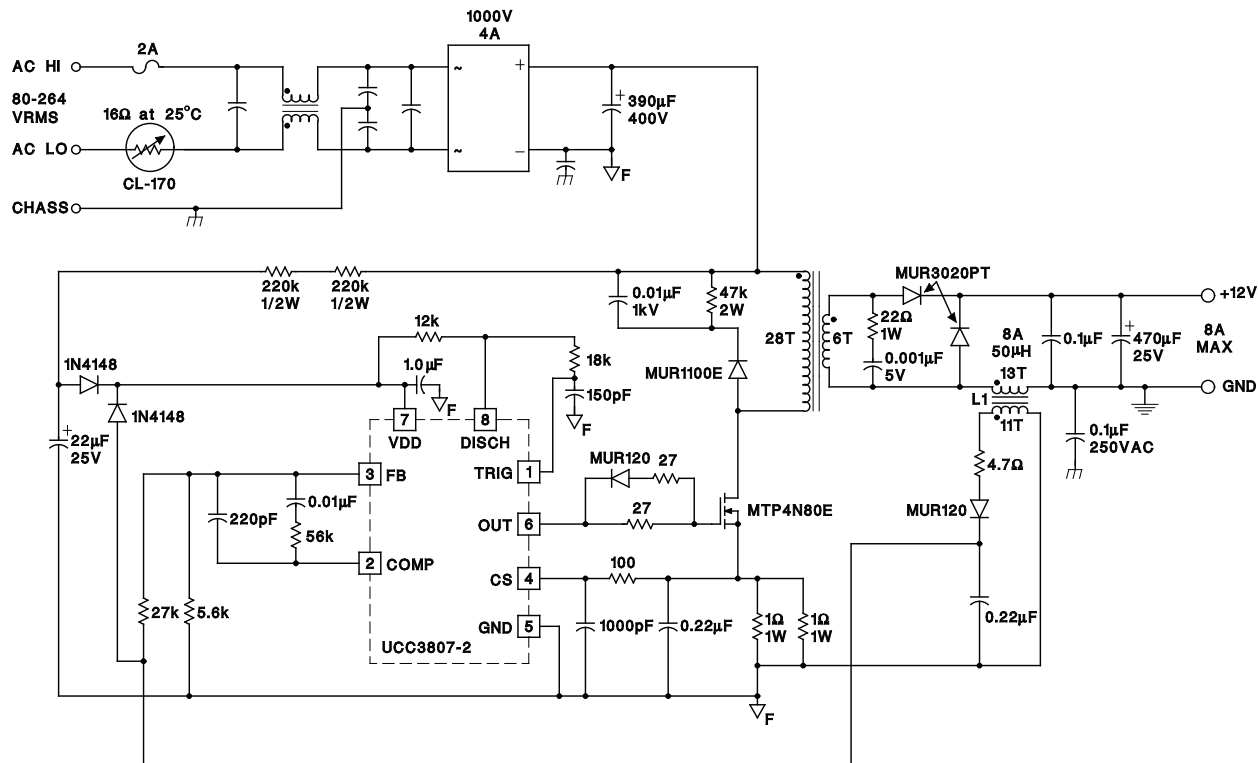 1000V
4A
2A
AC HI
80-264
VRMS
16Ω at 25°C
AC LO
CL-170
CHASS
~
+
~
−
+
390µF
400V
F
220k
1/2W
220k
1/2W
0.01µF
1kV
47k
2W
MUR3020PT
+12V
12k
28T
6T
22Ω
1W
8A
50µH
0.1µF
+
470µF
25V
8A
MAX
18k
1N4148
1.0µF
MUR1100E
0.001µF
5V
13T
GND
F
150pF
L1
1N4148
7
8
F
11T
VDD
DISCH
0.1µF
250VAC
+
22µF
25V
MUR120
27
4.7Ω
3
FB
TRIG
1
0.01µF
MTP4N80E
MUR120
220pF
OUT
6
27
56k
100
2
COMP
CS
4
27k
5.6k
1000pF
0.22µF
1Ω
1W
1Ω
1W
0.22µF
GND
5
UCC3807-2
F